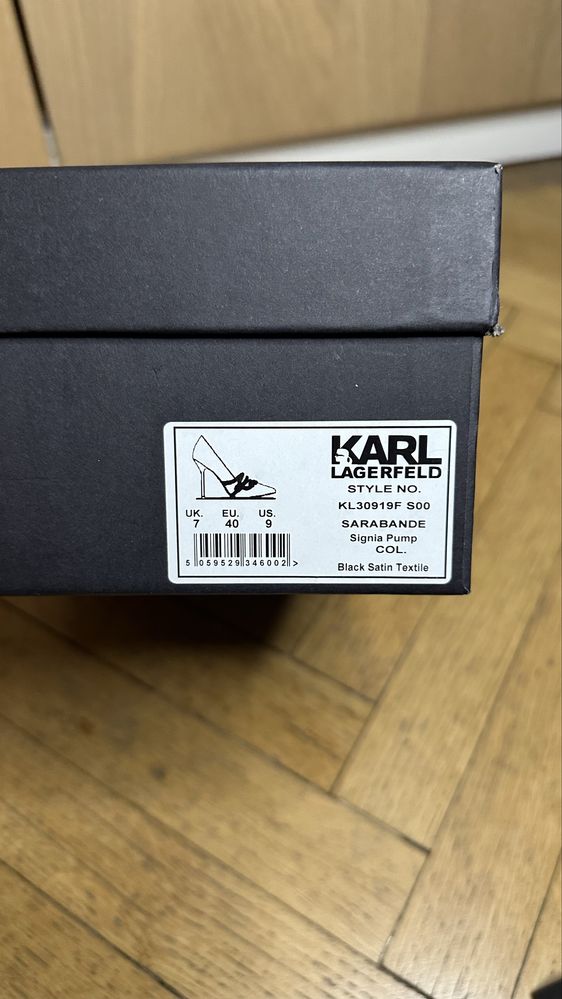 KARL
LAGERFELD
STYLE NO.
KL30919F S00
SARABANDE
Signia Pump
COL.
Black Satin Textile
UK. EU. US.
7 40 9
5 059529 346002 >